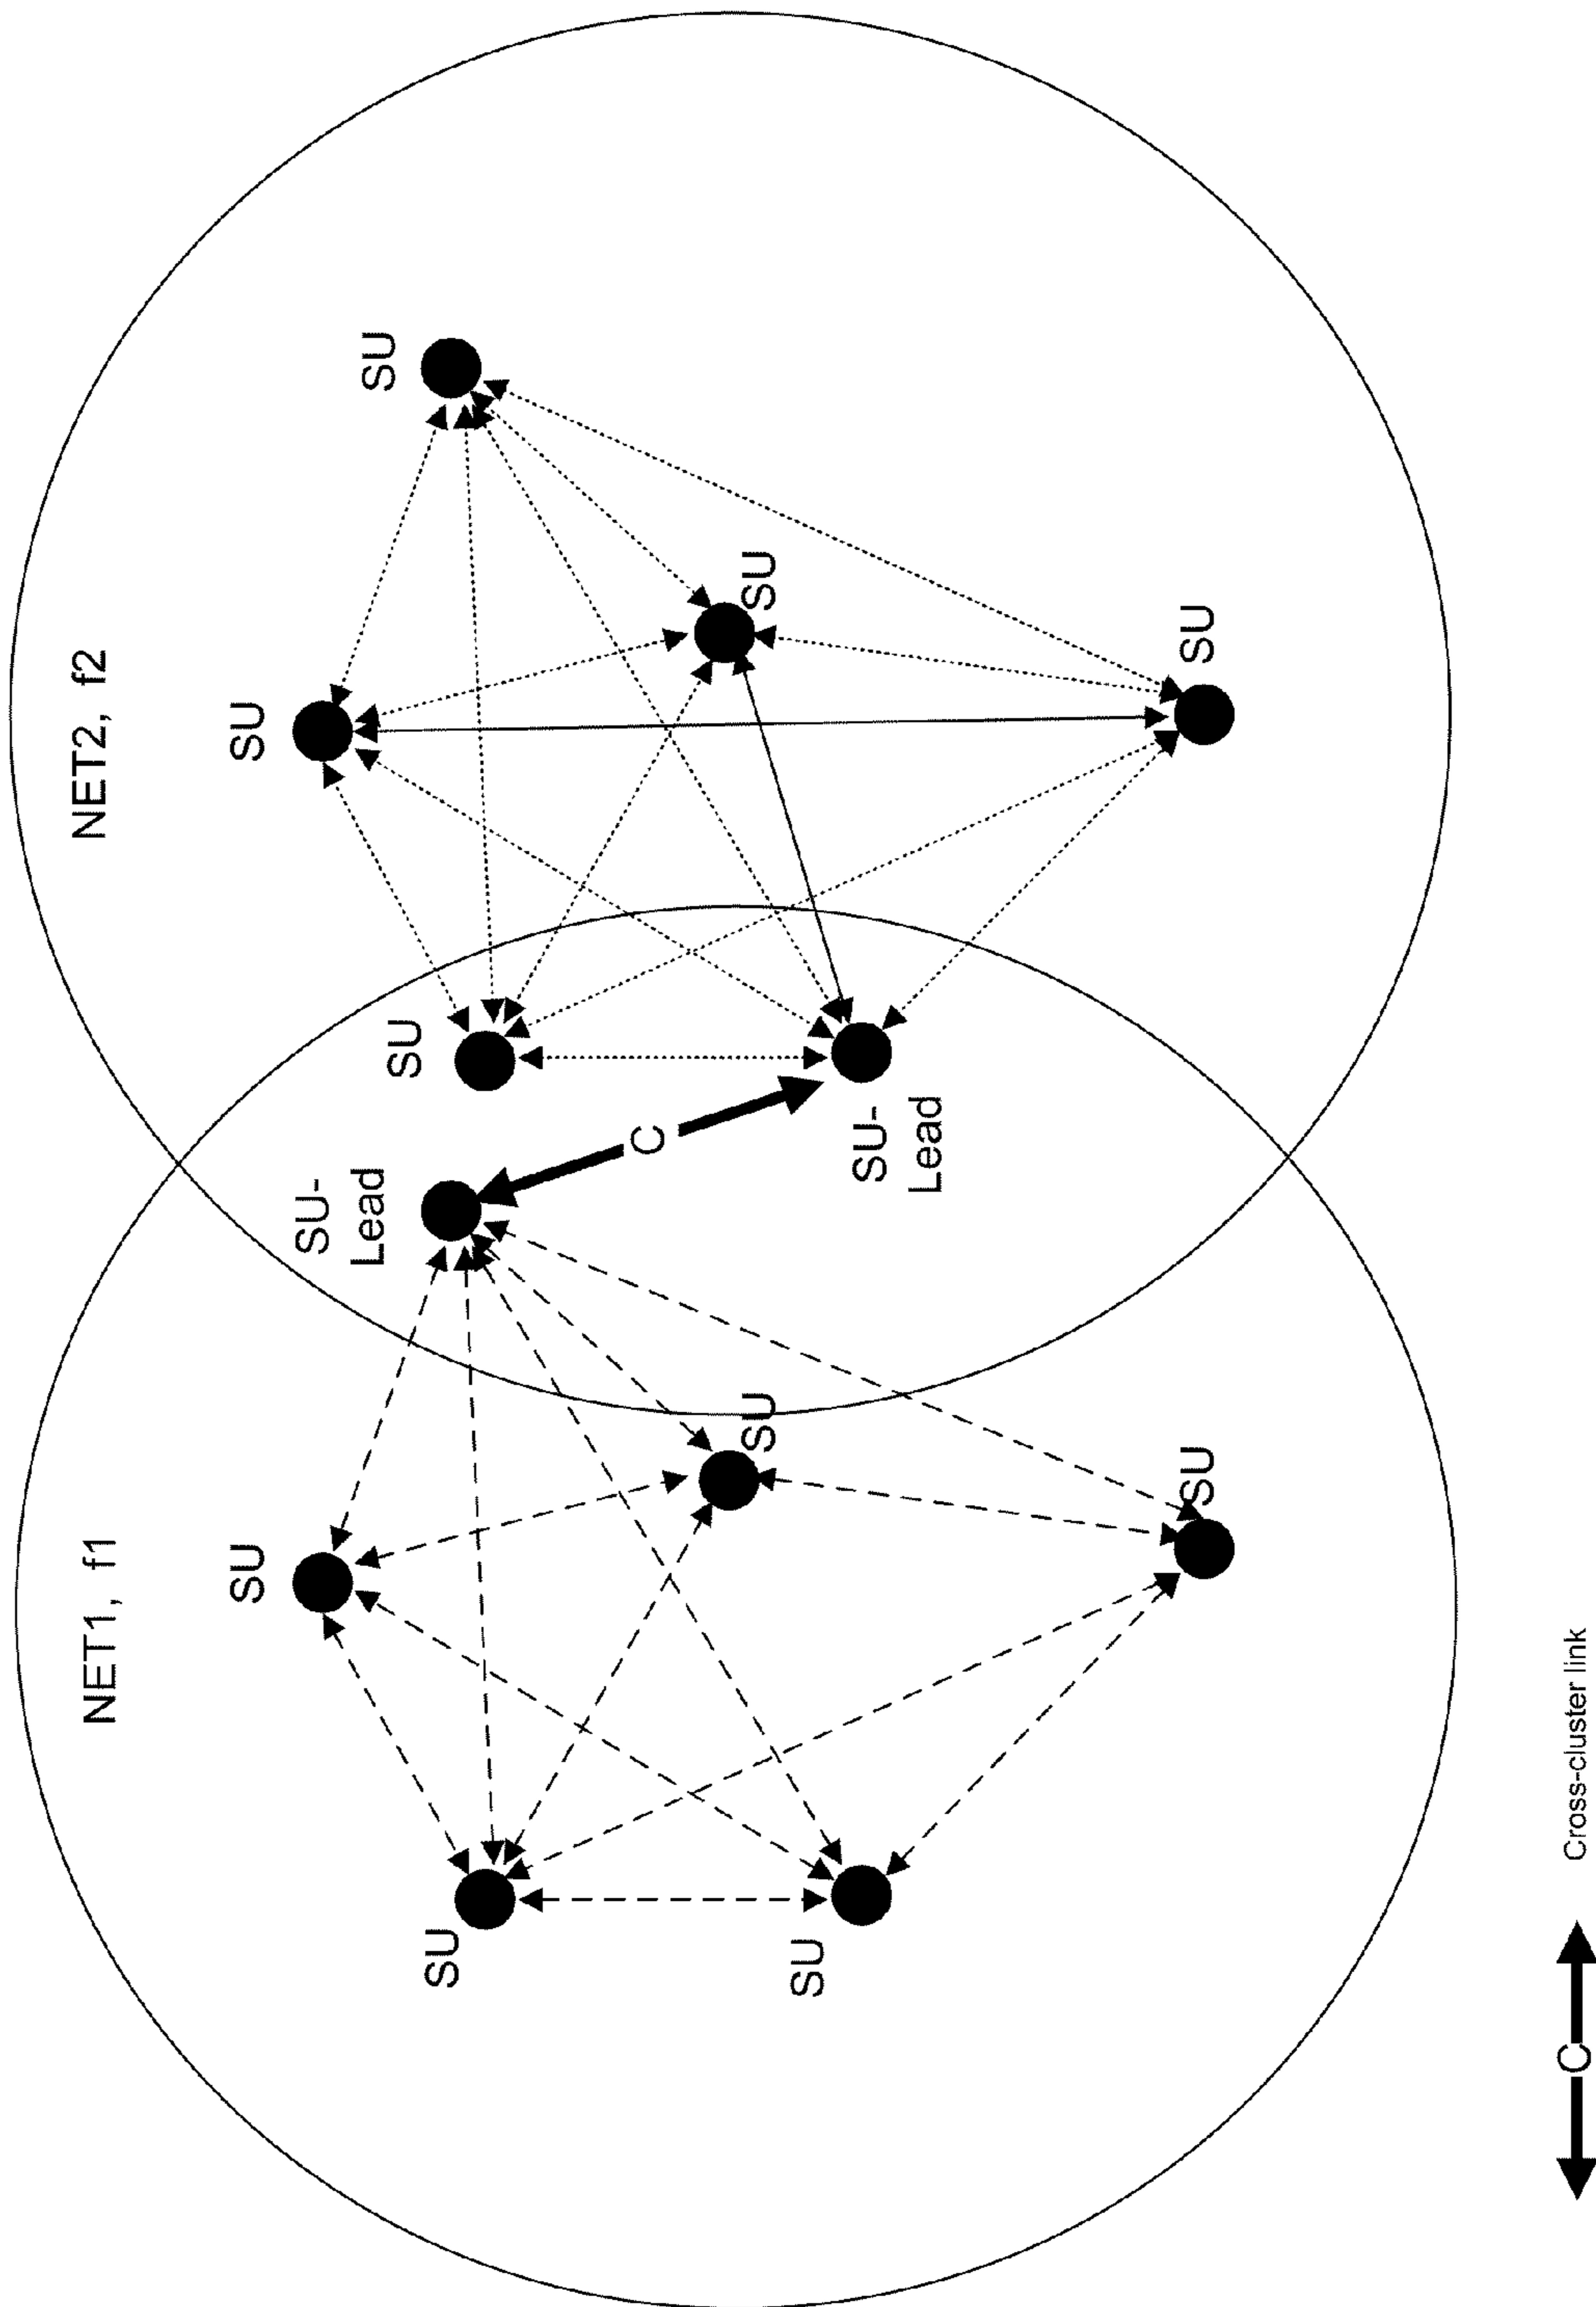 NET1, f1
NET2, f2
SU
SU
SU-
Lead
SU
SU
SU
C
SU
SU
SU
SU-
Lead
SU
SU
C
Cross-cluster link